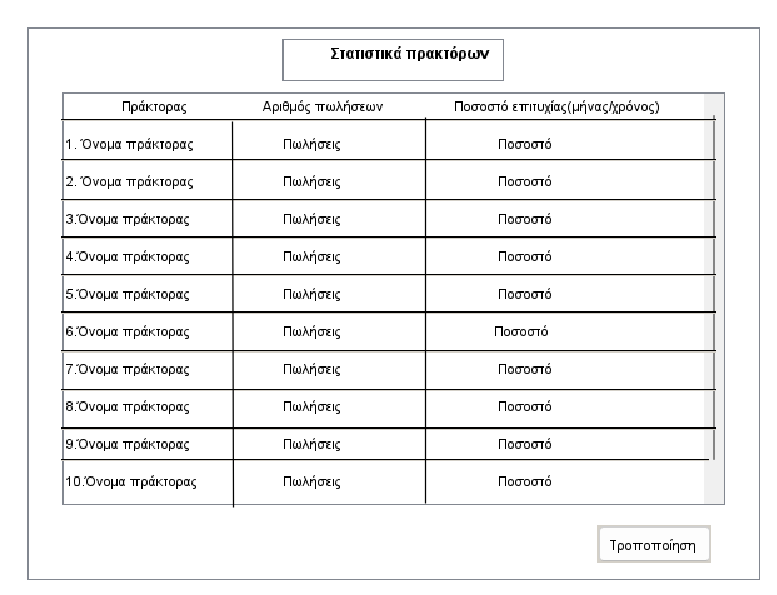 Στατιστικά πρακτόρων
Πράκτορας Αριθμός πωλήσεων Ποσοστό επιτυχίας(μήνας/χρόνος)
1. Όνομα πράκτορας Πωλήσεις Ποσοστό
2. Όνομα πράκτορας Πωλήσεις Ποσοστό
3.Όνομα πράκτορας Πωλήσεις Ποσοστό
4.Όνομα πράκτορας Πωλήσεις Ποσοστό
5.Όνομα πράκτορας Πωλήσεις Ποσοστό
6.Όνομα πράκτορας Πωλήσεις Ποσοστό
7.Όνομα πράκτορας Πωλήσεις Ποσοστό
8.Όνομα πράκτορας Πωλήσεις Ποσοστό
9.Όνομα πράκτορας Πωλήσεις Ποσοστό
10.Όνομα πράκτορας Πωλήσεις Ποσοστό
Τροποποίηση